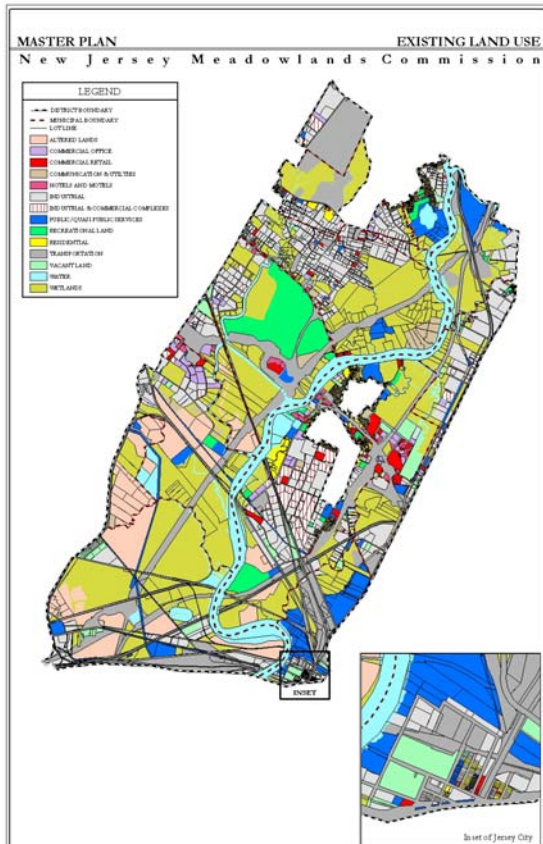 MASTER PLAN EXISTING LAND USE
New Jersey Meadowlands Commission
LEGEND
DISTRICT BOUNDARY
MUNICIPAL BOUNDARY
LOT LINE
ALTERED LANDS
COMMERCIAL OFFICE
COMMERCIAL RETAIL
COMMUNICATION & UTILTIES
HOTELS AND MOTELS
INDUSTRIAL
INDUSTRIAL & COMMERCIAL COMPLEXES
PUBLIC/QUASI PUBLIC SERVICES
RECREATIONAL LAND
RESIDENTIAL
TRANSPORTATION
VACANT LAND
WATER
WETLANDS
INSET
Inset of Jersey City